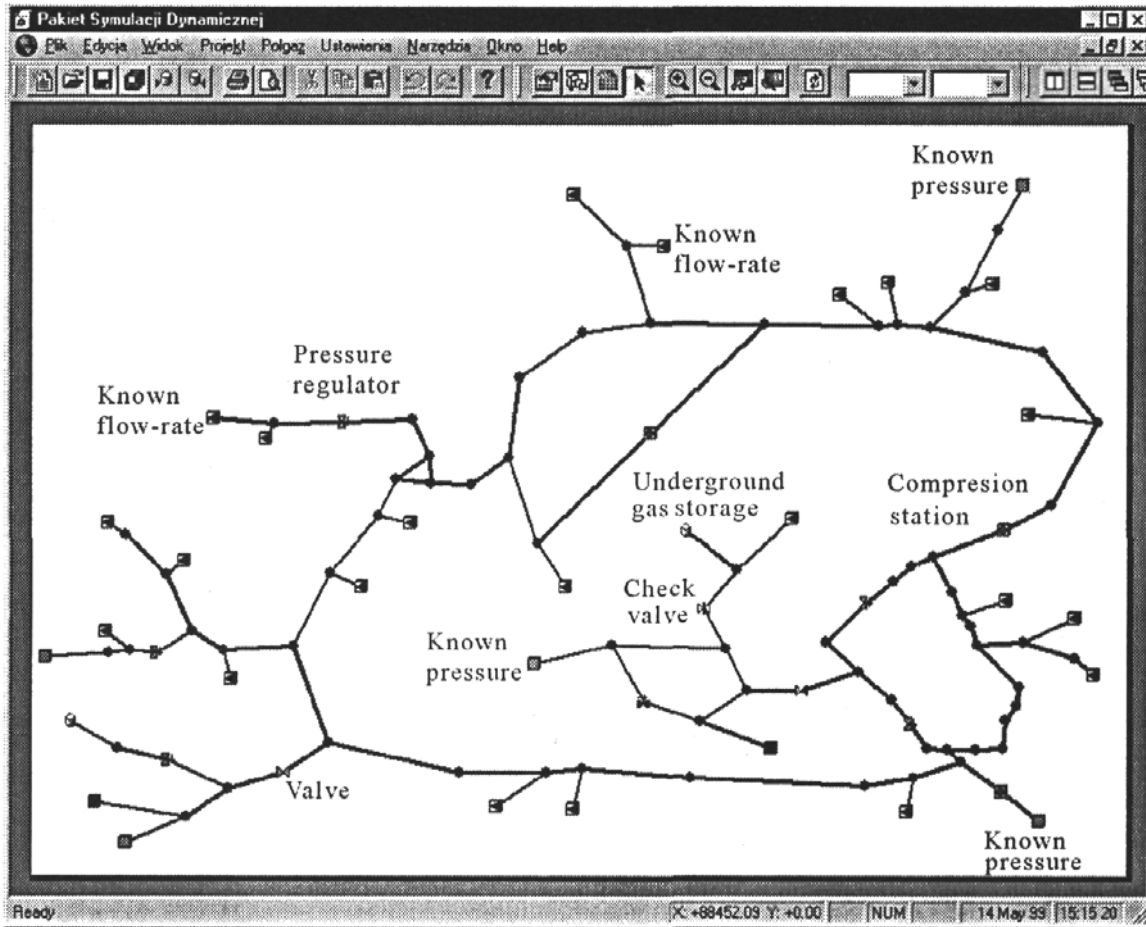 Pakiet Symulacji Dynamicznej
Plik Edycja Widok Projekt Polgaz Ustawienia Narzędzia Okno Help
Known
pressure
Known
flow-rate
Pressure
regulator
Known
flow-rate
Underground
gas storage
Compresion
station
Check
valve
Known
pressure
Valve
Known
pressure
Ready
X: +88452.09 Y: +0.00 NUM 14 May 99 15:15 20